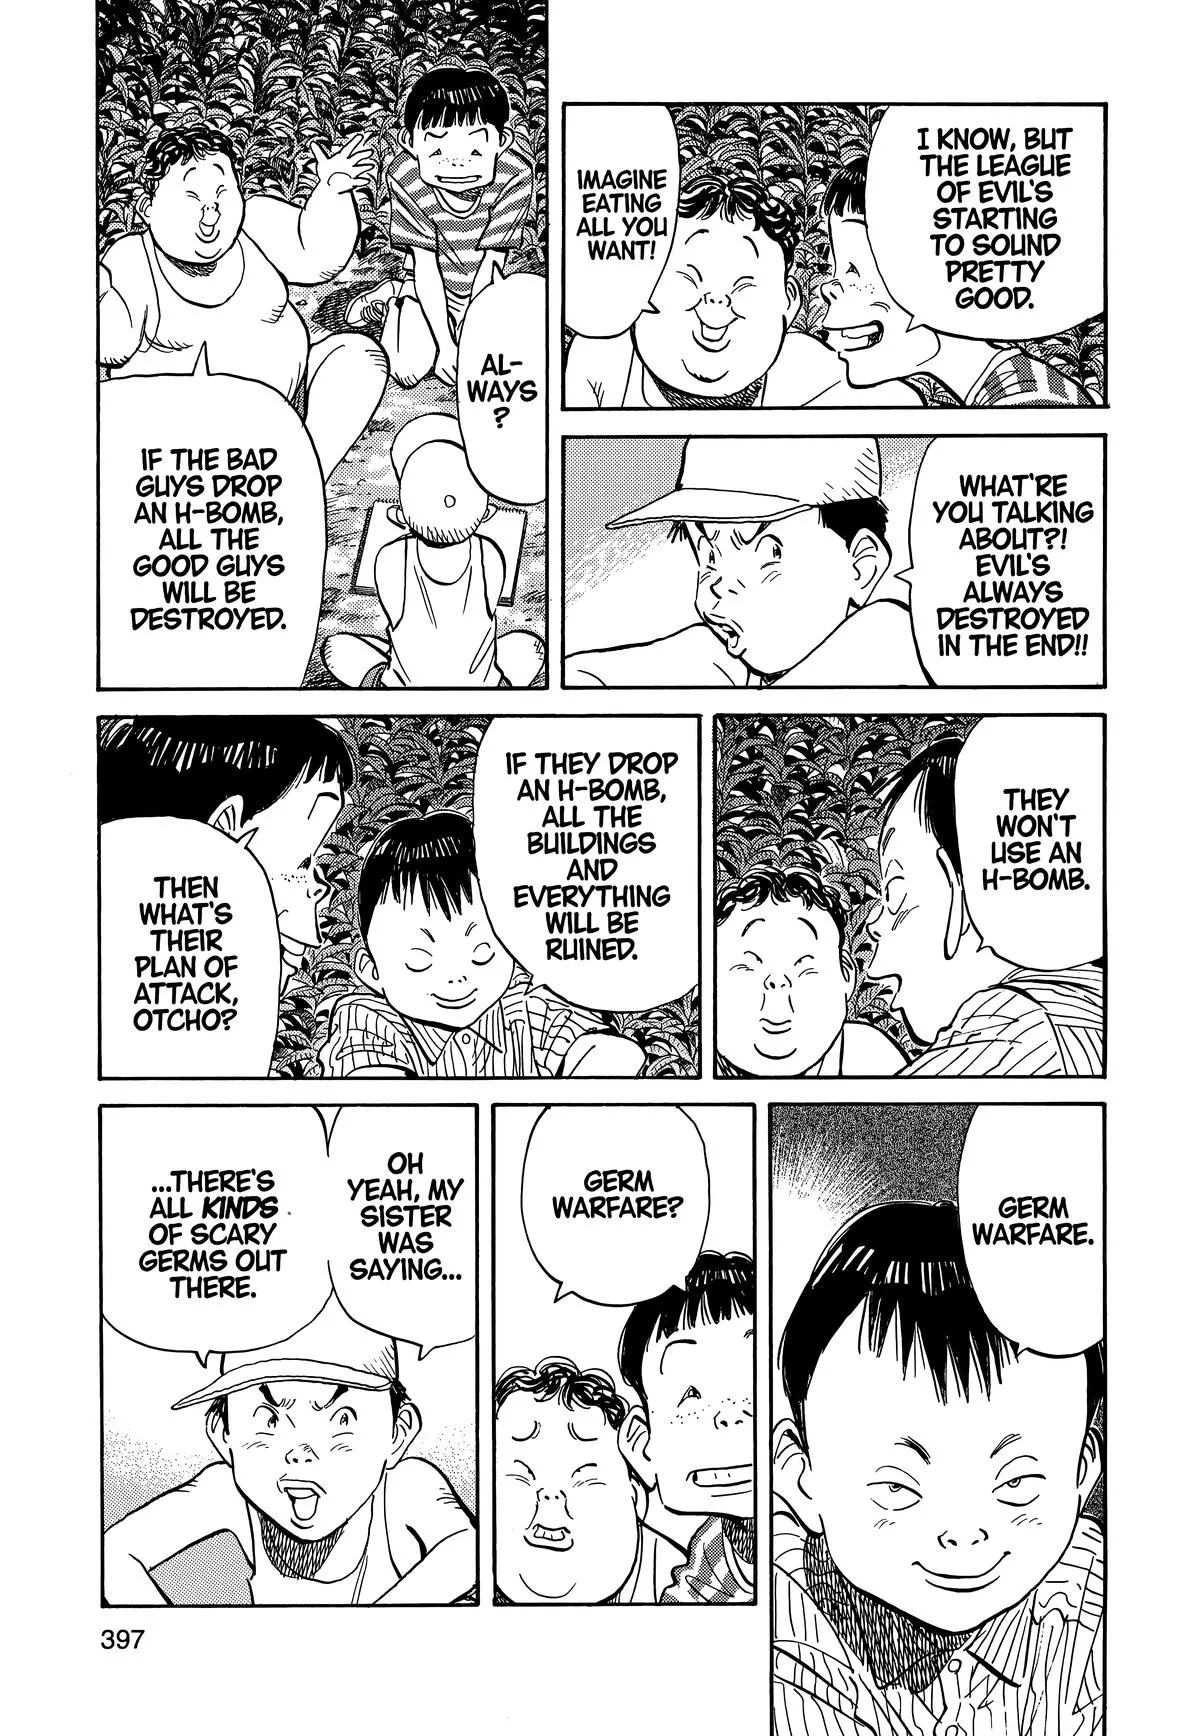 I KNOW, BUT
THE LEAGUE
OF EVIL'S
STARTING
TO SOUND
PRETTY
GOOD.
IMAGINE
EATING
ALL YOU
WANT!
WHAT'RE
YOU TALKING
ABOUT?!
EVIL'S
ALWAYS
DESTROYED
IN THE END!!
AL-
WAYS
?
IF THE BAD
GUYS DROP
AN H-BOMB,
ALL THE
GOOD GUYS
WILL BE
DESTROYED.
THEY
WON'T
USE AN
H-BOMB.
IF THEY DROP
AN H-BOMB,
ALL THE
BUILDINGS
AND
EVERYTHING
WILL BE
RUINED.
THEN
WHAT'S
THEIR
PLAN OF
ATTACK,
OTCHO?
GERM
WARFARE.
GERM
WARFARE?
OH
YEAH, MY
SISTER
WAS
SAYING...
...THERE'S
ALL KINDS
OF SCARY
GERMS OUT
THERE.
397